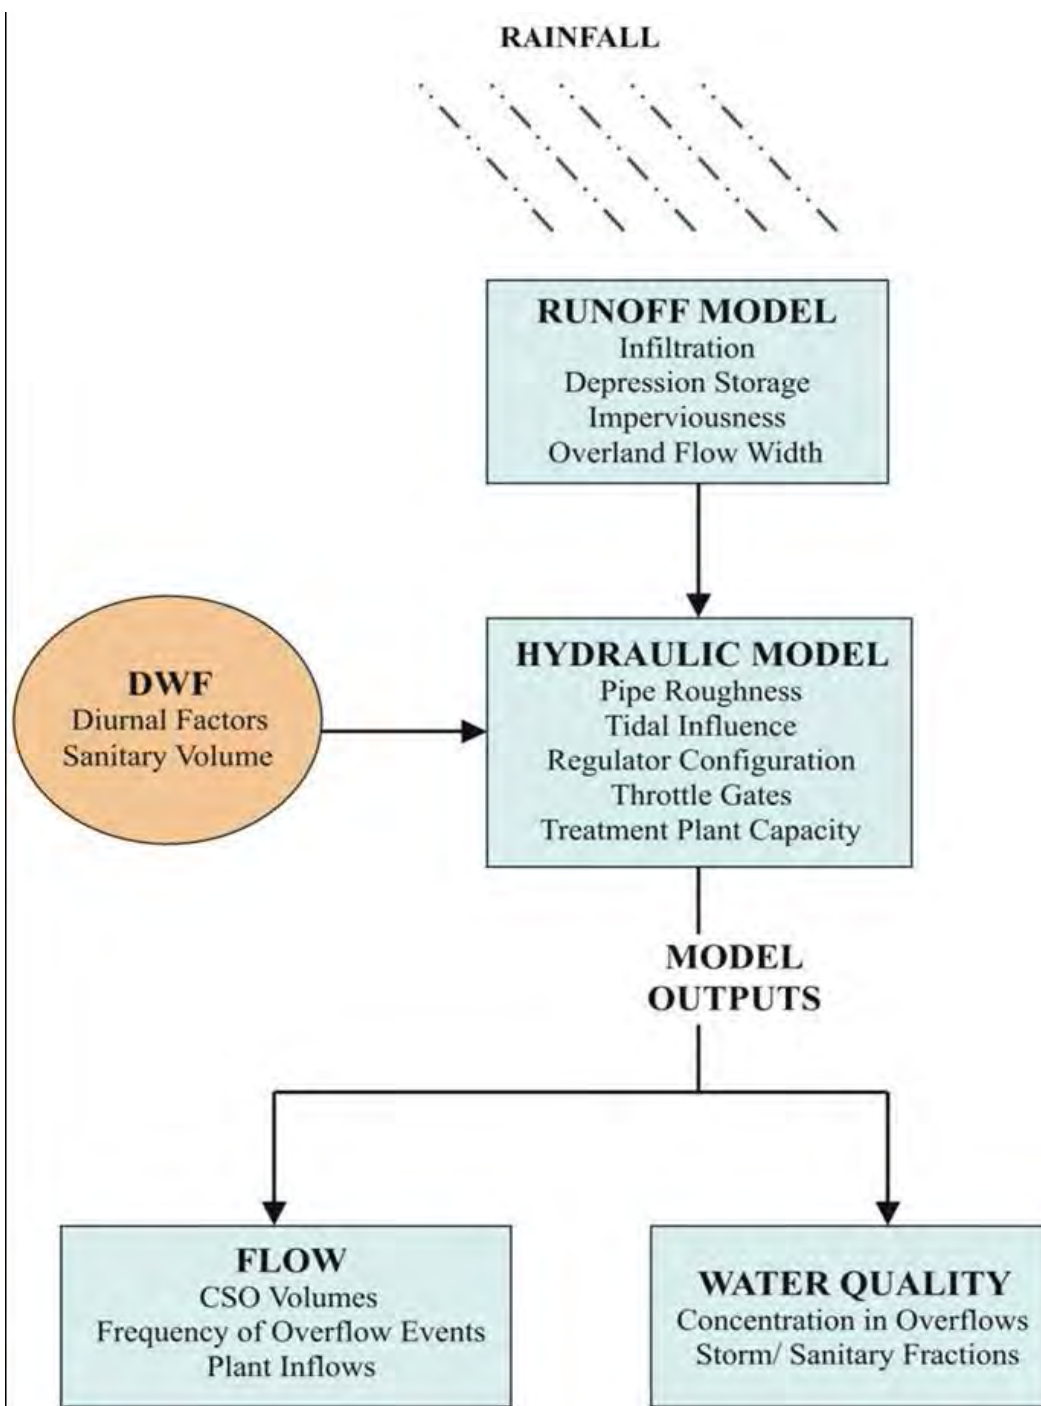 RAINFALL
RUNOFF MODEL
Infiltration
Depression Storage
Imperviousness
Overland Flow Width
DWF
Diurnal Factors
Sanitary Volume
HYDRAULIC MODEL
Pipe Roughness
Tidal Influence
Regulator Configuration
Throttle Gates
Treatment Plant Capacity
MODEL
OUTPUTS
FLOW
CSO Volumes
Frequency of Overflow Events
Plant Inflows
WATER QUALITY
Concentration in Overflows
Storm/ Sanitary Fractions